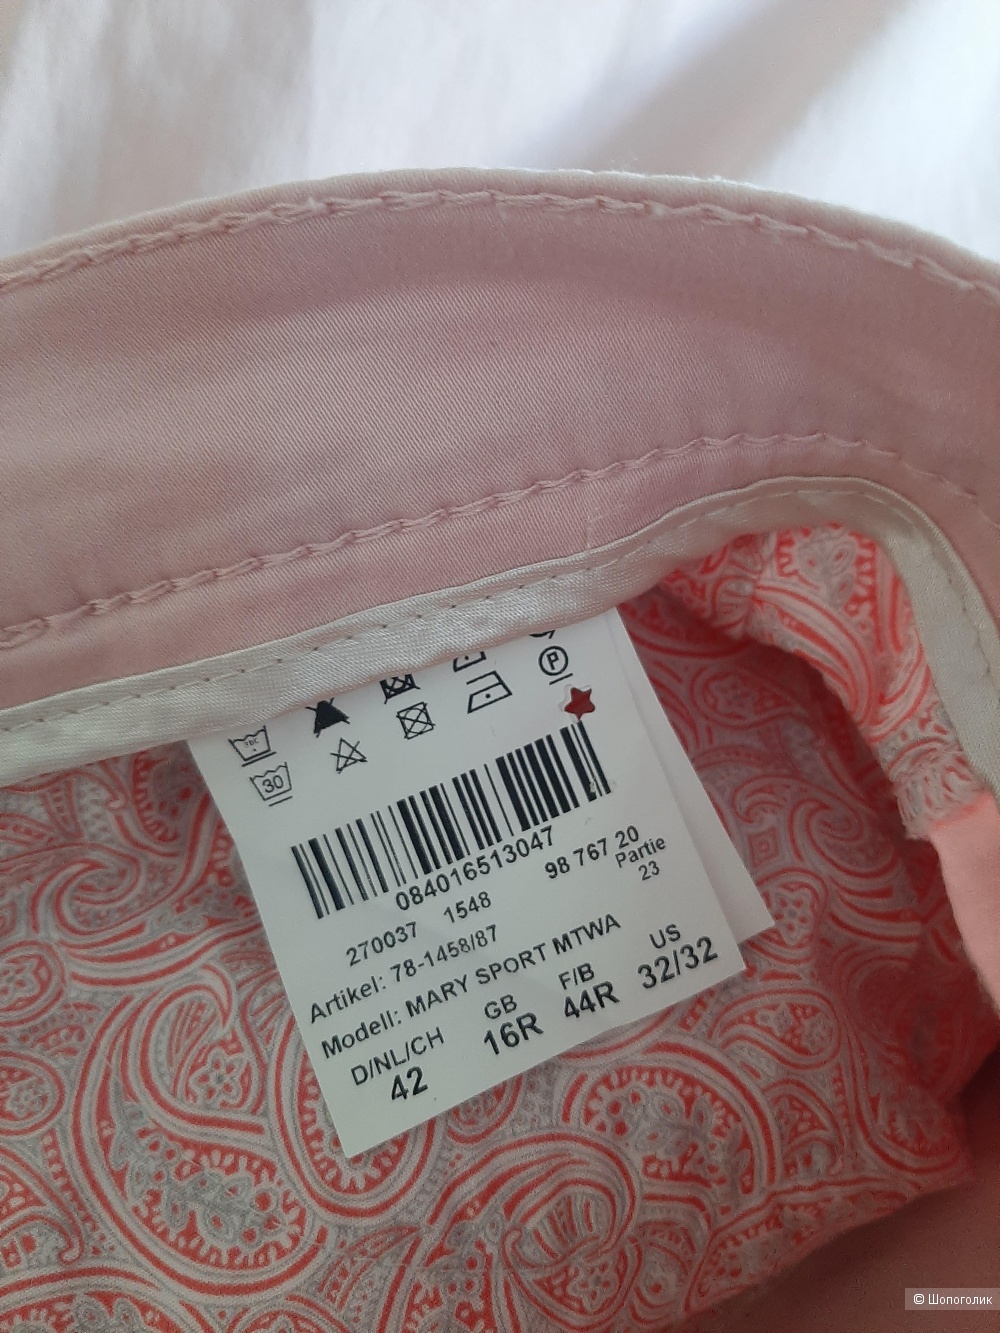 30
P
084016513047
270037 1548 98 767 20
Partie
23
Artikel: 78-1458/87
Modell: MARY SPORT MTWA
D/NL/CH GB F/B US
42 16R 44R 32/32
© Шопоголик